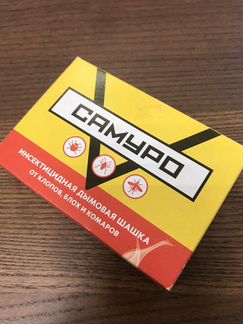 САМУРО
ИНСЕКТИЦИДНАЯ ДЫМОВАЯ ШАШКА
ОТ КЛОПОВ, БЛОХ И КОМАРОВ